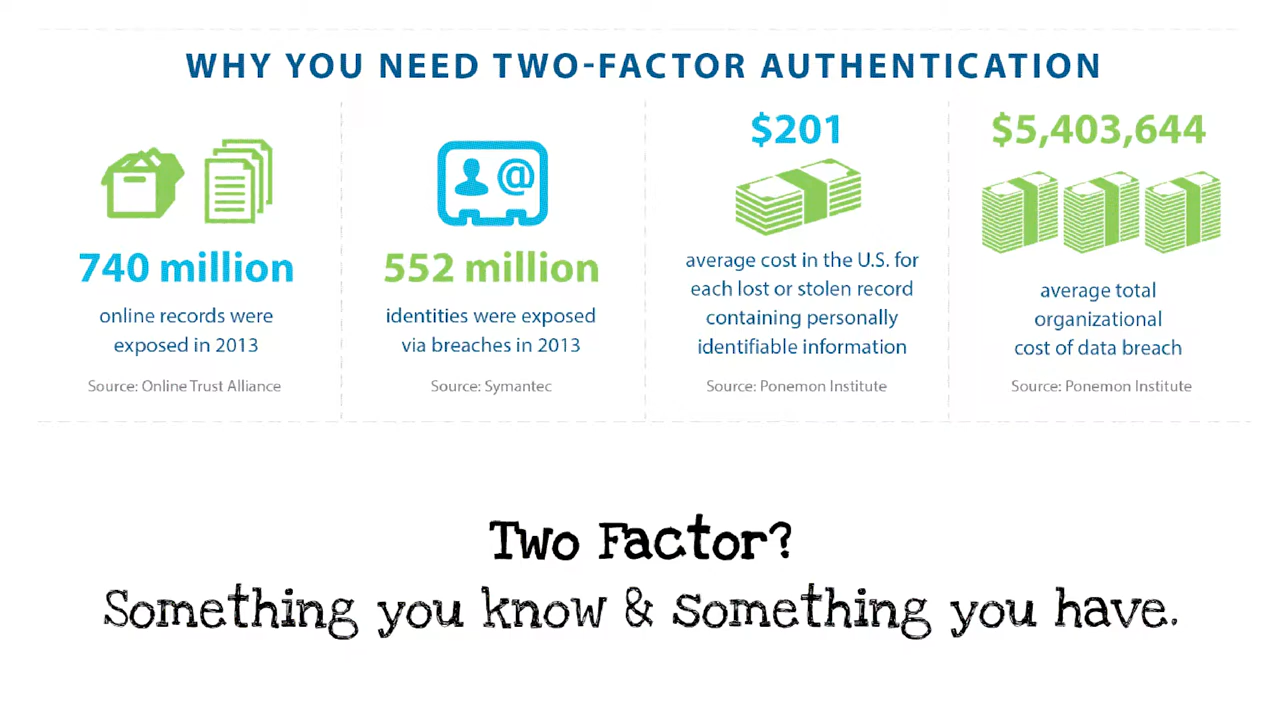 WHY YOU NEED TWO-FACTOR AUTHENTICATION
740 million
online records were
exposed in 2013
Source: Online Trust Alliance
@
552 million
identities were exposed
via breaches in 2013
Source: Symantec
$201
average cost in the U.S. for
each lost or stolen record
containing personally
identifiable information
Source: Ponemon Institute
$5,403,644
average total
organizational
cost of data breach
Source: Ponemon Institute
Two Factor?
Something you know & something you have.